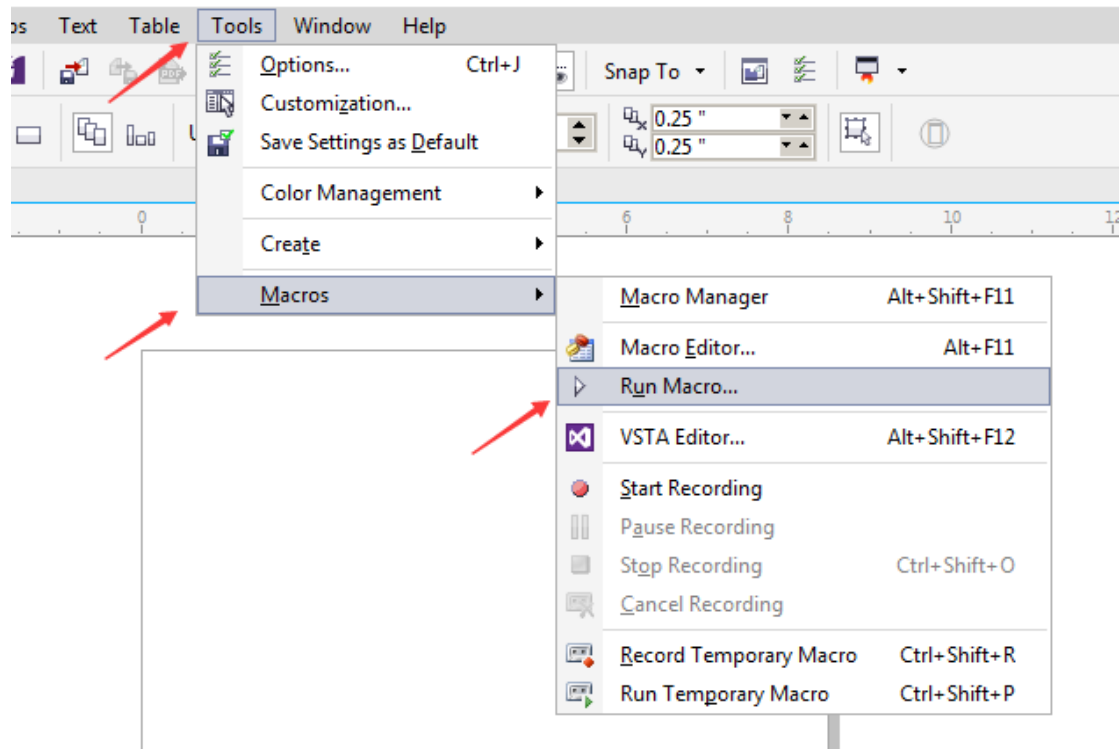 Text Table Tools Window Help
Options... Ctrl+J
Snap To
Customization...
0.25 "
Save Settings as Default
0.25 "
Color Management
0 6 8 10 12
Create
Macros
Macro Manager Alt+Shift+F11
Macro Editor... Alt+F11
Run Macro...
VSTA Editor... Alt+Shift+F12
Start Recording
Pause Recording
Stop Recording Ctrl+Shift+O
Cancel Recording
Record Temporary Macro Ctrl+Shift+R
Run Temporary Macro Ctrl+Shift+P